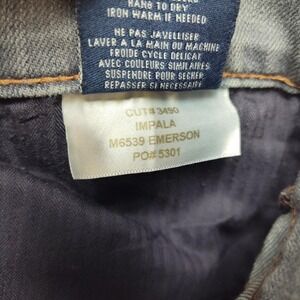 HANG TO DRY
IRON WARM IF NEEDED
NE PAS JAVELLISER
LAVER A LA MAIN OU MACHINE
FROIDE CYCLE DELICAT
AVEC COULEURS SIMILAIRES
SUSPENDRE POUR SECHER
REPASSER SI NECESSAIRE
CUT# 3490
IMPALA
M6539 EMERSON
PO# 5301